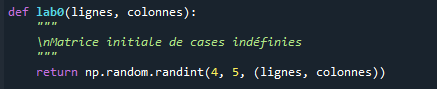 def lab0(lignes, colonnes):
    """
    \nMatrice initiale de cases indéfinies
    """
    return np.random.randint(4, 5, (lignes, colonnes))